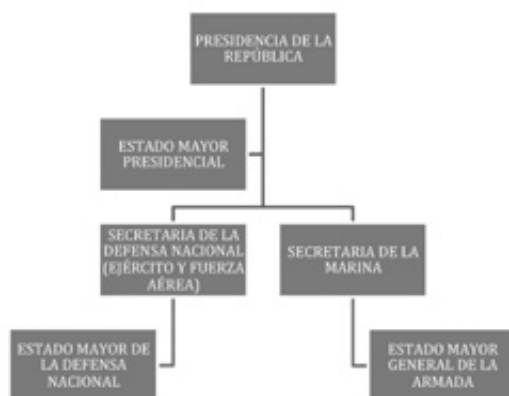 PRESIDENCIA DE LA
REPÚBLICA
ESTADO MAYOR
PRESIDENCIAL
SECRETARIA DE LA
DEFENSA NACIONAL
(EJÉRCITO Y FUERZA
AÉREA)
SECRETARIA DE LA
MARINA
ESTADO MAYOR DE
LA DEFENSA
NACIONAL
ESTADO MAYOR
GENERAL DE LA
ARMADA